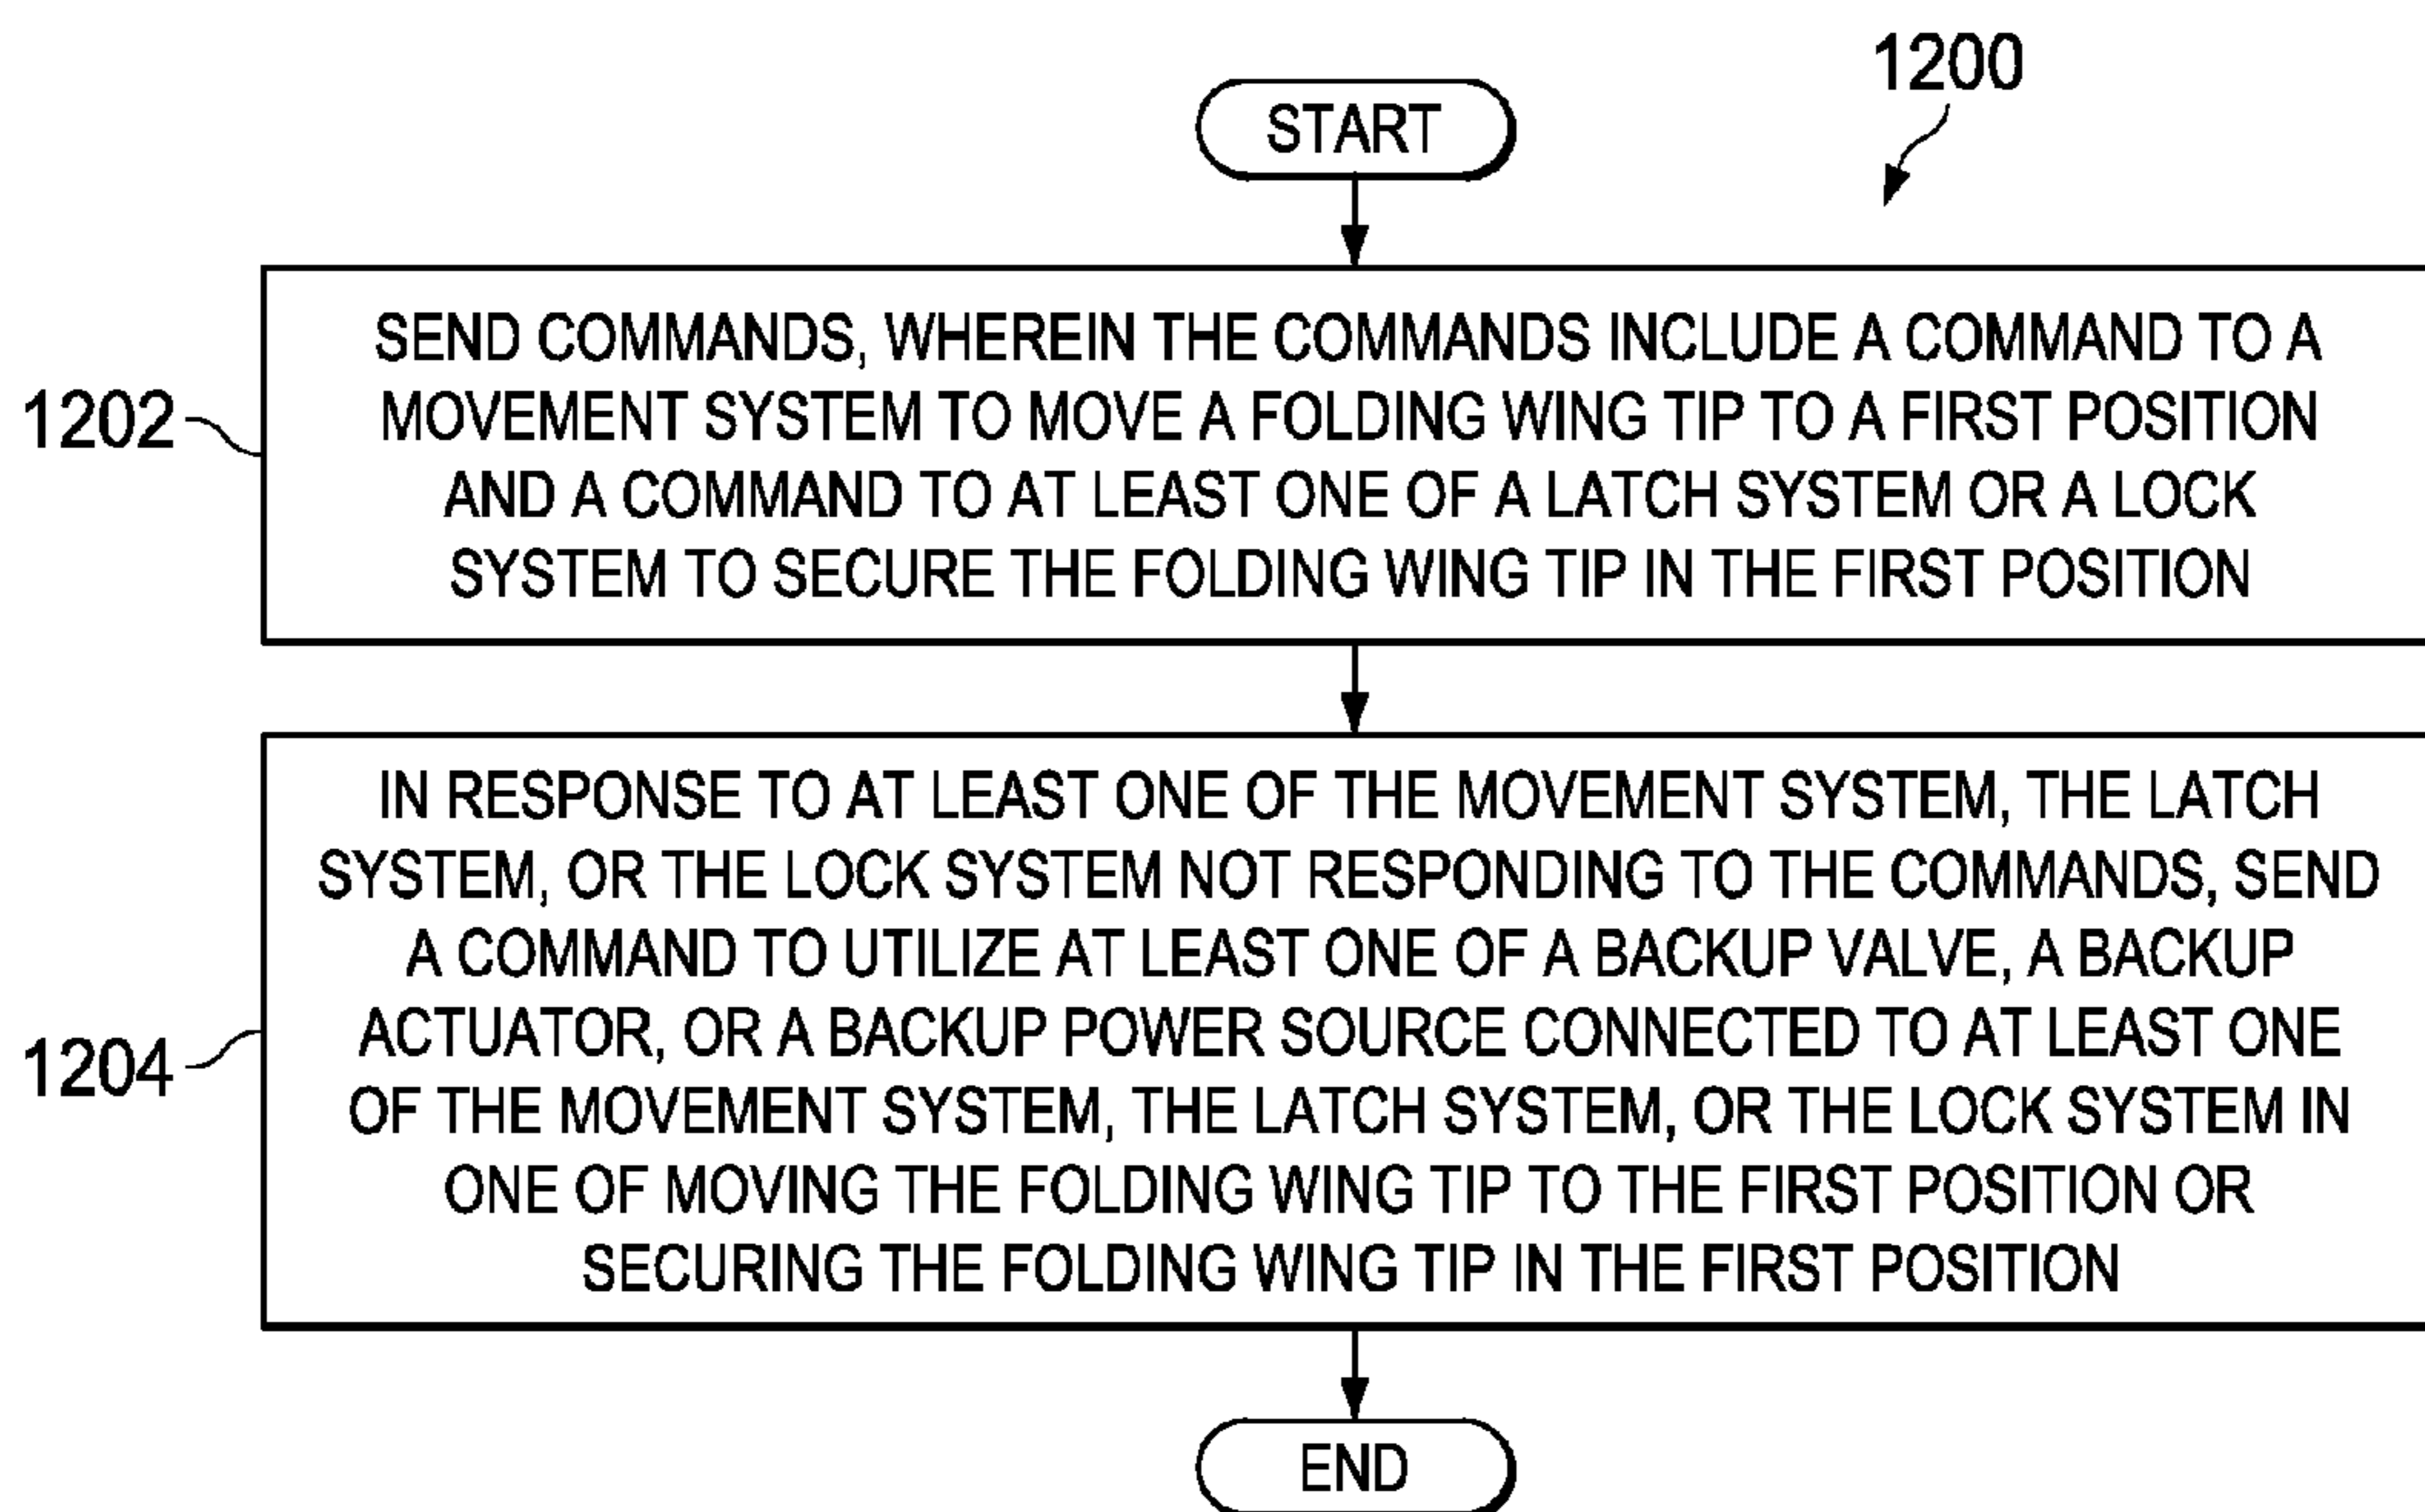 1200
START
1202
SEND COMMANDS, WHEREIN THE COMMANDS INCLUDE A COMMAND TO A
MOVEMENT SYSTEM TO MOVE A FOLDING WING TIP TO A FIRST POSITION
AND A COMMAND TO AT LEAST ONE OF A LATCH SYSTEM OR A LOCK
SYSTEM TO SECURE THE FOLDING WING TIP IN THE FIRST POSITION
1204
IN RESPONSE TO AT LEAST ONE OF THE MOVEMENT SYSTEM, THE LATCH
SYSTEM, OR THE LOCK SYSTEM NOT RESPONDING TO THE COMMANDS, SEND
A COMMAND TO UTILIZE AT LEAST ONE OF A BACKUP VALVE, A BACKUP
ACTUATOR, OR A BACKUP POWER SOURCE CONNECTED TO AT LEAST ONE
OF THE MOVEMENT SYSTEM, THE LATCH SYSTEM, OR THE LOCK SYSTEM IN
ONE OF MOVING THE FOLDING WING TIP TO THE FIRST POSITION OR
SECURING THE FOLDING WING TIP IN THE FIRST POSITION
END